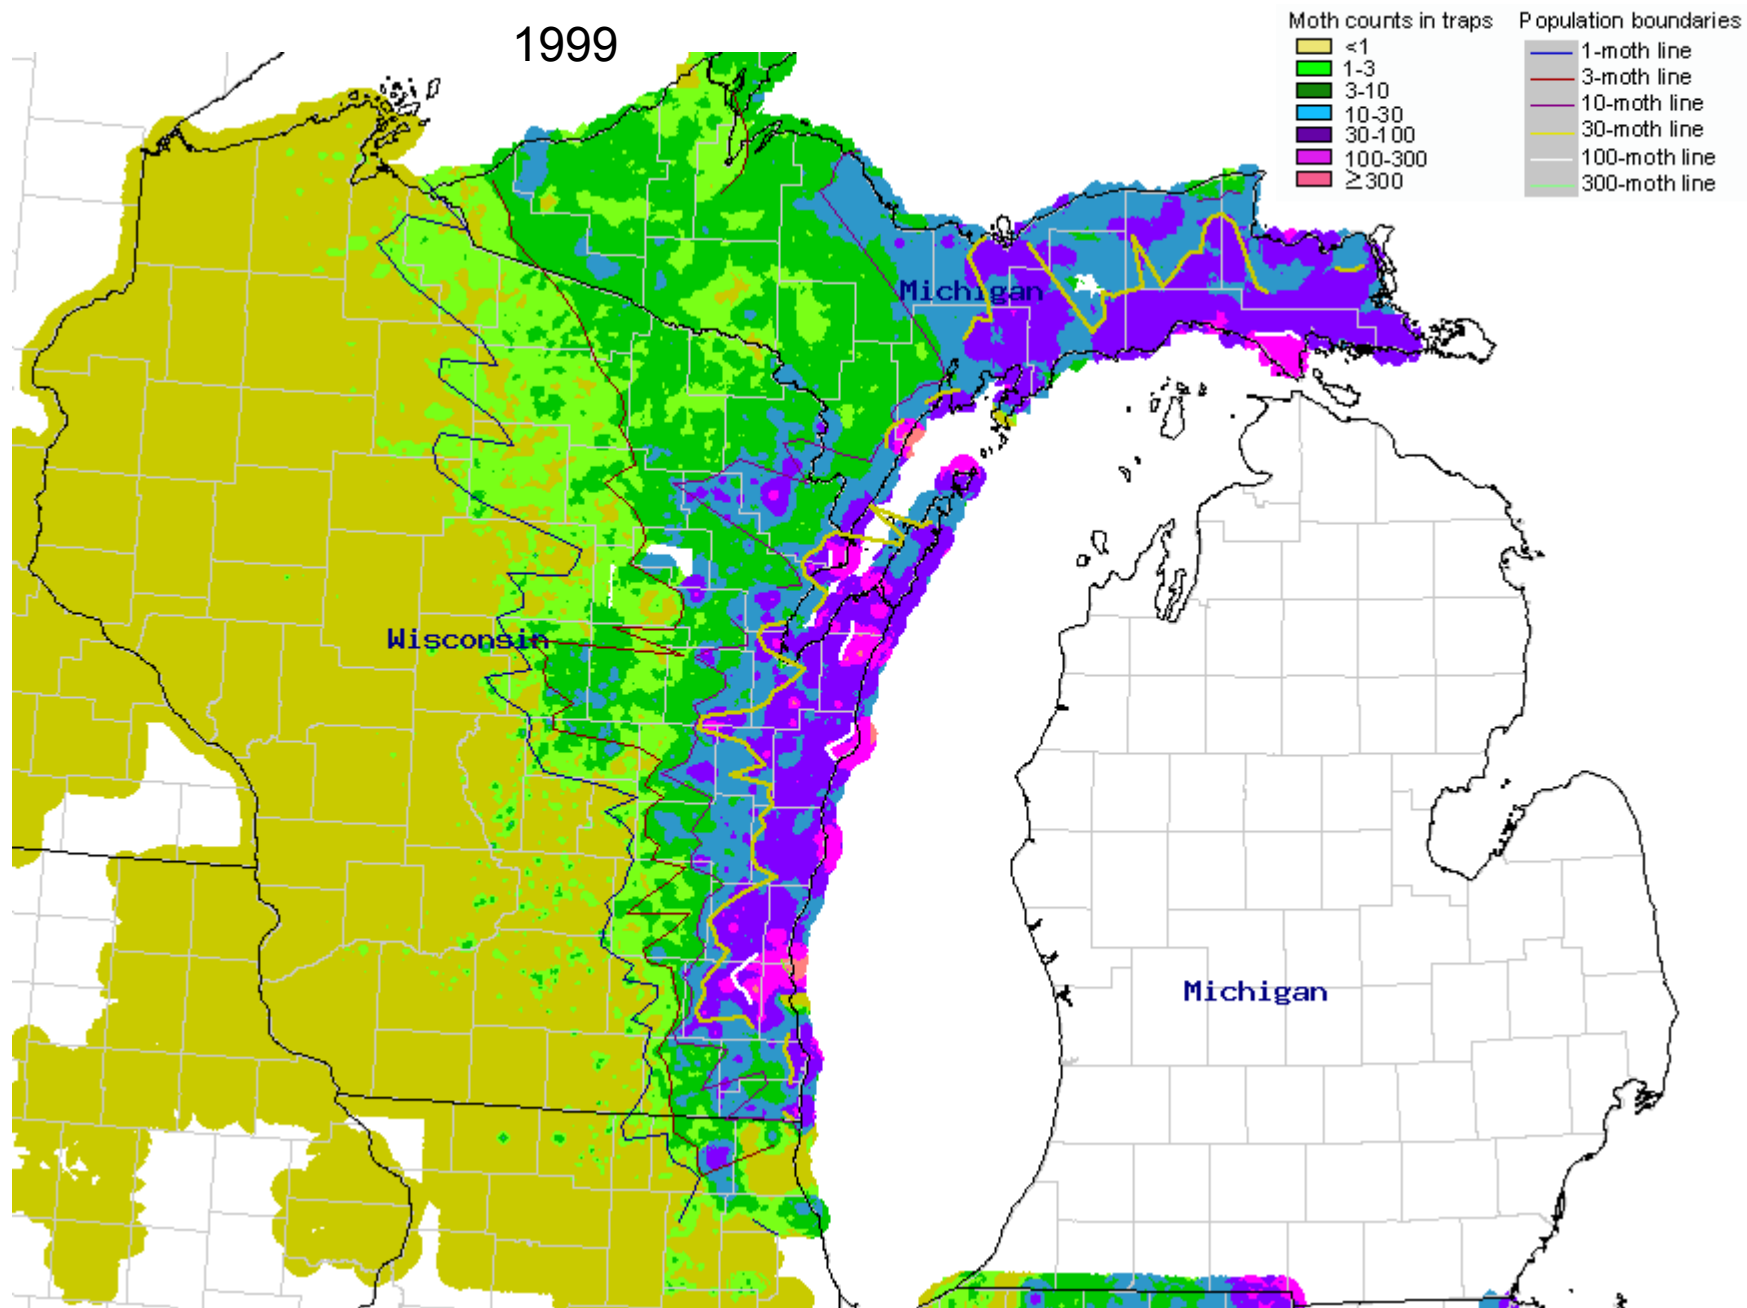 1999
Moth counts in traps
<1
1-3
3-10
10-30
30-100
100-300
≥300
Population boundaries
1-moth line
3-moth line
10-moth line
30-moth line
100-moth line
300-moth line
Michigan
Wisconsin
Michigan